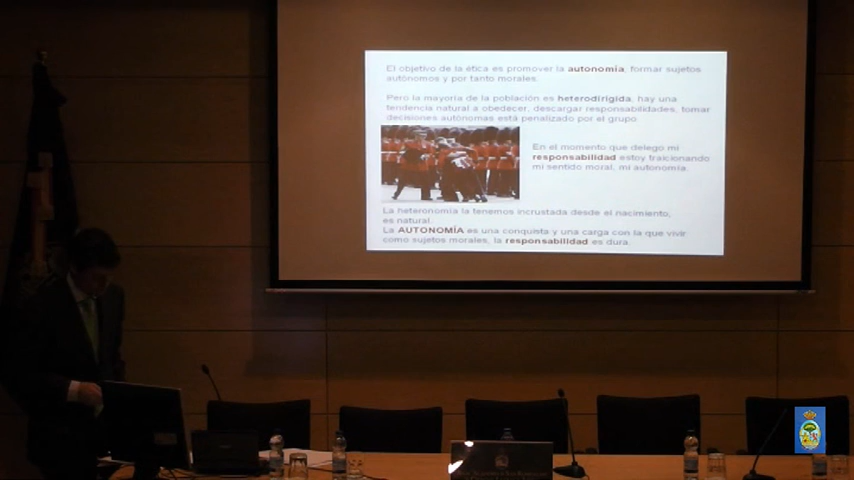 El objetivo de la ética es promover la autonomía, formar sujetos
autónomos y por tanto morales.
Pero la mayoría de la población es heterodirigida, hay una
tendencia natural a obedecer, descargar responsabilidades, tomar
decisiones autónomas está penalizado por el grupo
En el momento que delego mi
responsabilidad estoy traicionando
mi sentido moral, mi autonomía.
La heteronomía la tenemos incrustada desde el nacimiento,
es natural.
La AUTONOMÍA es una conquista y una carga con la que vivir
como sujetos morales, la responsabilidad es dura.